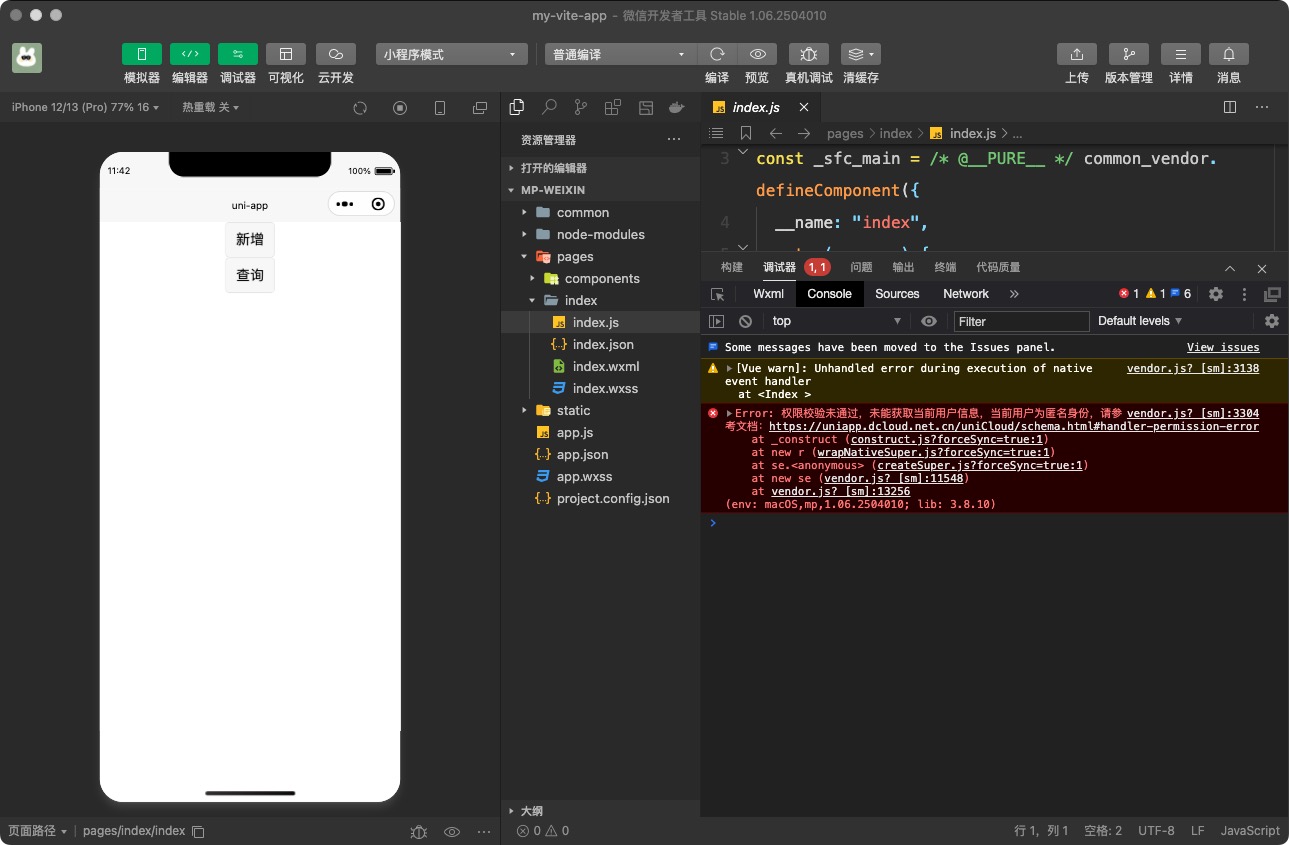 my-vite-app - 微信开发者工具 Stable 1.06.2504010
模拟器 编辑器 调试器 可视化 云开发
小程序模式
普通编译
编译 预览 真机调试 清缓存
上传 版本管理 详情 消息
iPhone 12/13 (Pro) 77% 16
热重载 关
11:42
100%
uni-app
新增
查询
页面路径
pages/index/index
资源管理器
打开的编辑器
MP-WEIXIN
common
node-modules
pages
components
index
index.js
index.json
index.wxml
index.wxss
static
app.js
app.json
app.wxss
project.config.json
大纲
0 0
index.js
pages index index.js ...
3 const _sfc_main = /* @__PURE__ */ common_vendor.
defineComponent({
4 __name: "index",
构建 调试器 1, 1 问题 输出 终端 代码质量
Wxml Console Sources Network »
1 1 6
top
Filter
Default levels
Some messages have been moved to the Issues panel.
View issues
[Vue warn]: Unhandled error during execution of native vendor.js? [sm]:3138
event handler
at <Index >
Error: 权限校验未通过，未能获取当前用户信息，当前用户为匿名身份，请参 vendor.js? [sm]:3304
考文档：https://uniapp.dcloud.net.cn/uniCloud/schema.html#handler-permission-error
at _construct (construct.js?forceSync=true:1)
at new r (wrapNativeSuper.js?forceSync=true:1)
at se.<anonymous> (createSuper.js?forceSync=true:1)
at new se (vendor.js? [sm]:11548)
at vendor.js? [sm]:13256
(env: macOS,mp,1.06.2504010; lib: 3.8.10)
行 1，列 1 空格: 2 UTF-8 LF JavaScript